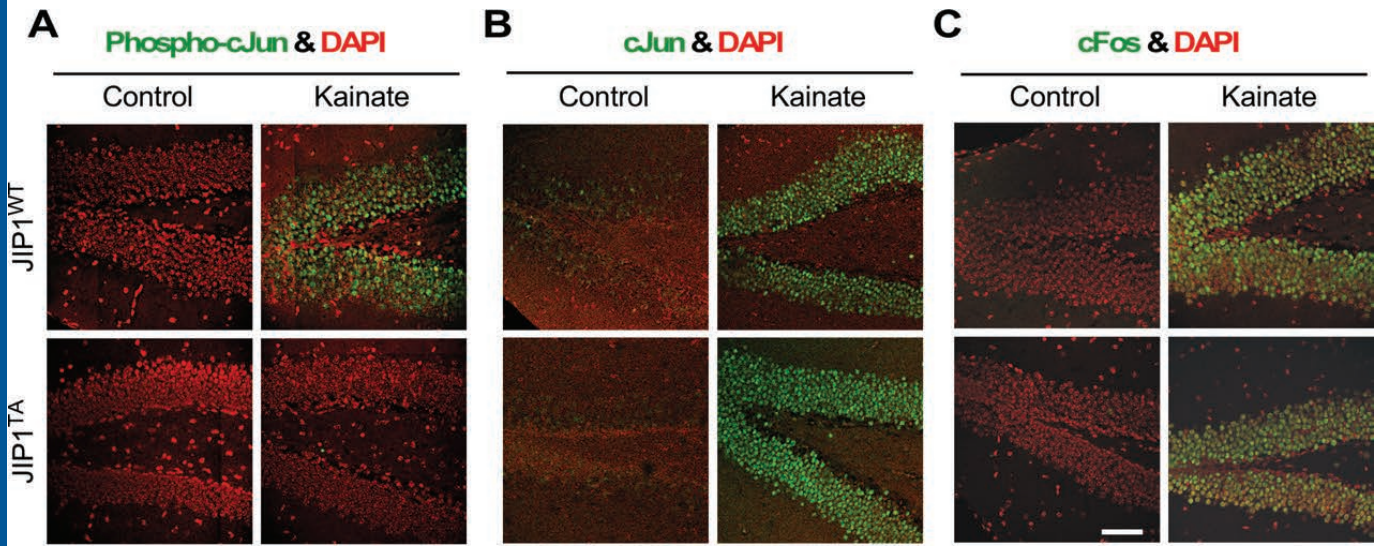 A
Phospho-cJun & DAPI
Control
Kainate
B
cJun & DAPI
Control
Kainate
C
cFos & DAPI
Control
Kainate
JIP1WT
JIP1TA